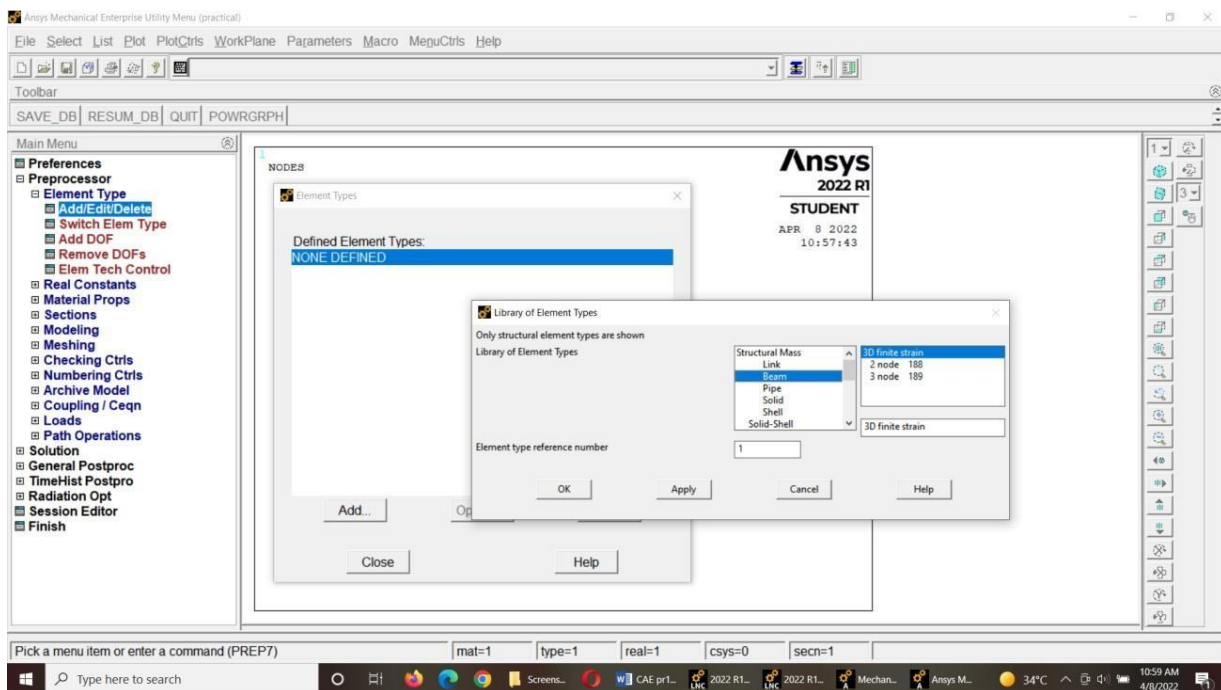 Ansys Mechanical Enterprise Utility Menu (practical)
File Select List Plot PlotCtrls WorkPlane Parameters Macro MenuCtrls Help
Toolbar
SAVE_DB RESUM_DB QUIT POWRGRPH
Main Menu
Preferences
Preprocessor
Element Type
Add/Edit/Delete
Switch Elem Type
Add DOF
Remove DOFs
Elem Tech Control
Real Constants
Material Props
Sections
Modeling
Meshing
Checking Ctrls
Numbering Ctrls
Archive Model
Coupling / Ceqn
Loads
Path Operations
Solution
General Postproc
TimeHist Postpro
Radiation Opt
Session Editor
Finish
1
NODES
Ansys
2022 R1
STUDENT
APR 8 2022
10:57:43
Element Types
Defined Element Types:
NONE DEFINED
Add...
Close
Help
Library of Element Types
Only structural element types are shown
Library of Element Types
Structural Mass
Link
Beam
Pipe
Solid
Shell
Solid-Shell
3D finite strain
2 node 188
3 node 189
3D finite strain
Element type reference number
1
OK Apply Cancel Help
1
3
Pick a menu item or enter a command (PREP7)
mat=1 type=1 real=1 csys=0 secn=1
Type here to search
Screens... CAE pr1... 2022 R1... 2022 R1... Mechan... Ansys M...
34°C
10:59 AM
4/8/2022